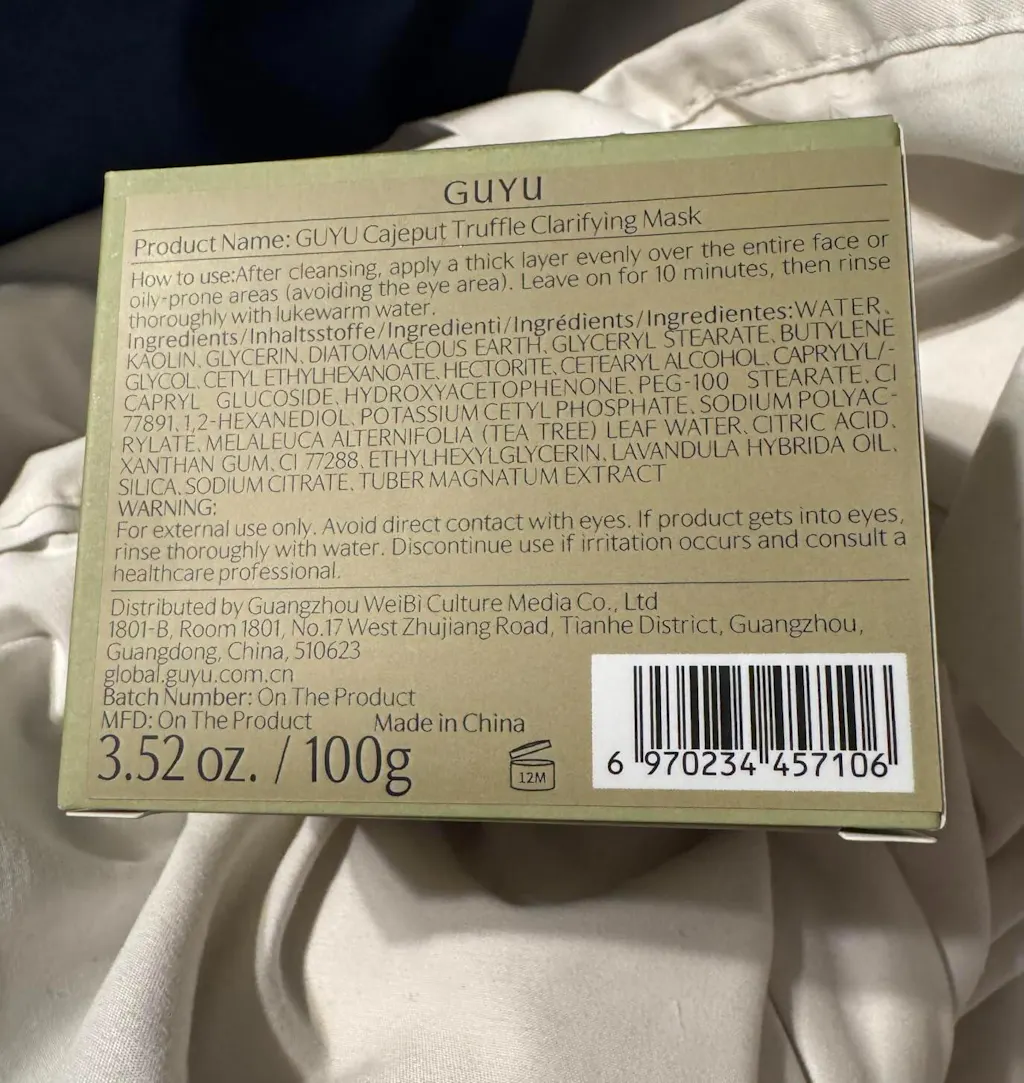 GUYU
Product Name: GUYU Cajeput Truffle Clarifying Mask
How to use:After cleansing, apply a thick layer evenly over the entire face or
oily-prone areas (avoiding the eye area). Leave on for 10 minutes, then rinse
thoroughly with lukewarm water.
Ingredients/Inhaltsstoffe/Ingredienti/Ingrédients/Ingredientes:WATER、
KAOLIN、GLYCERIN、DIATOMACEOUS EARTH、GLYCERYL STEARATE、BUTYLENE
GLYCOL、CETYL ETHYLHEXANOATE、HECTORITE、CETEARYL ALCOHOL、CAPRYLYL/-
CAPRYL GLUCOSIDE、HYDROXYACETOPHENONE、PEG-100 STEARATE、CI
77891、1,2-HEXANEDIOL、POTASSIUM CETYL PHOSPHATE、SODIUM POLYAC-
RYLATE、MELALEUCA ALTERNIFOLIA (TEA TREE) LEAF WATER、CITRIC ACID、
XANTHAN GUM、CI 77288、ETHYLHEXYLGLYCERIN、LAVANDULA HYBRIDA OIL、
SILICA、SODIUM CITRATE、TUBER MAGNATUM EXTRACT
WARNING:
For external use only. Avoid direct contact with eyes. If product gets into eyes,
rinse thoroughly with water. Discontinue use if irritation occurs and consult a
healthcare professional.
Distributed by Guangzhou WeiBi Culture Media Co., Ltd
1801-B, Room 1801, No.17 West Zhujiang Road, Tianhe District, Guangzhou,
Guangdong, China, 510623
global.guyu.com.cn
Batch Number: On The Product
MFD: On The Product Made in China
3.52 oz. / 100g
12M
6 970234 457106